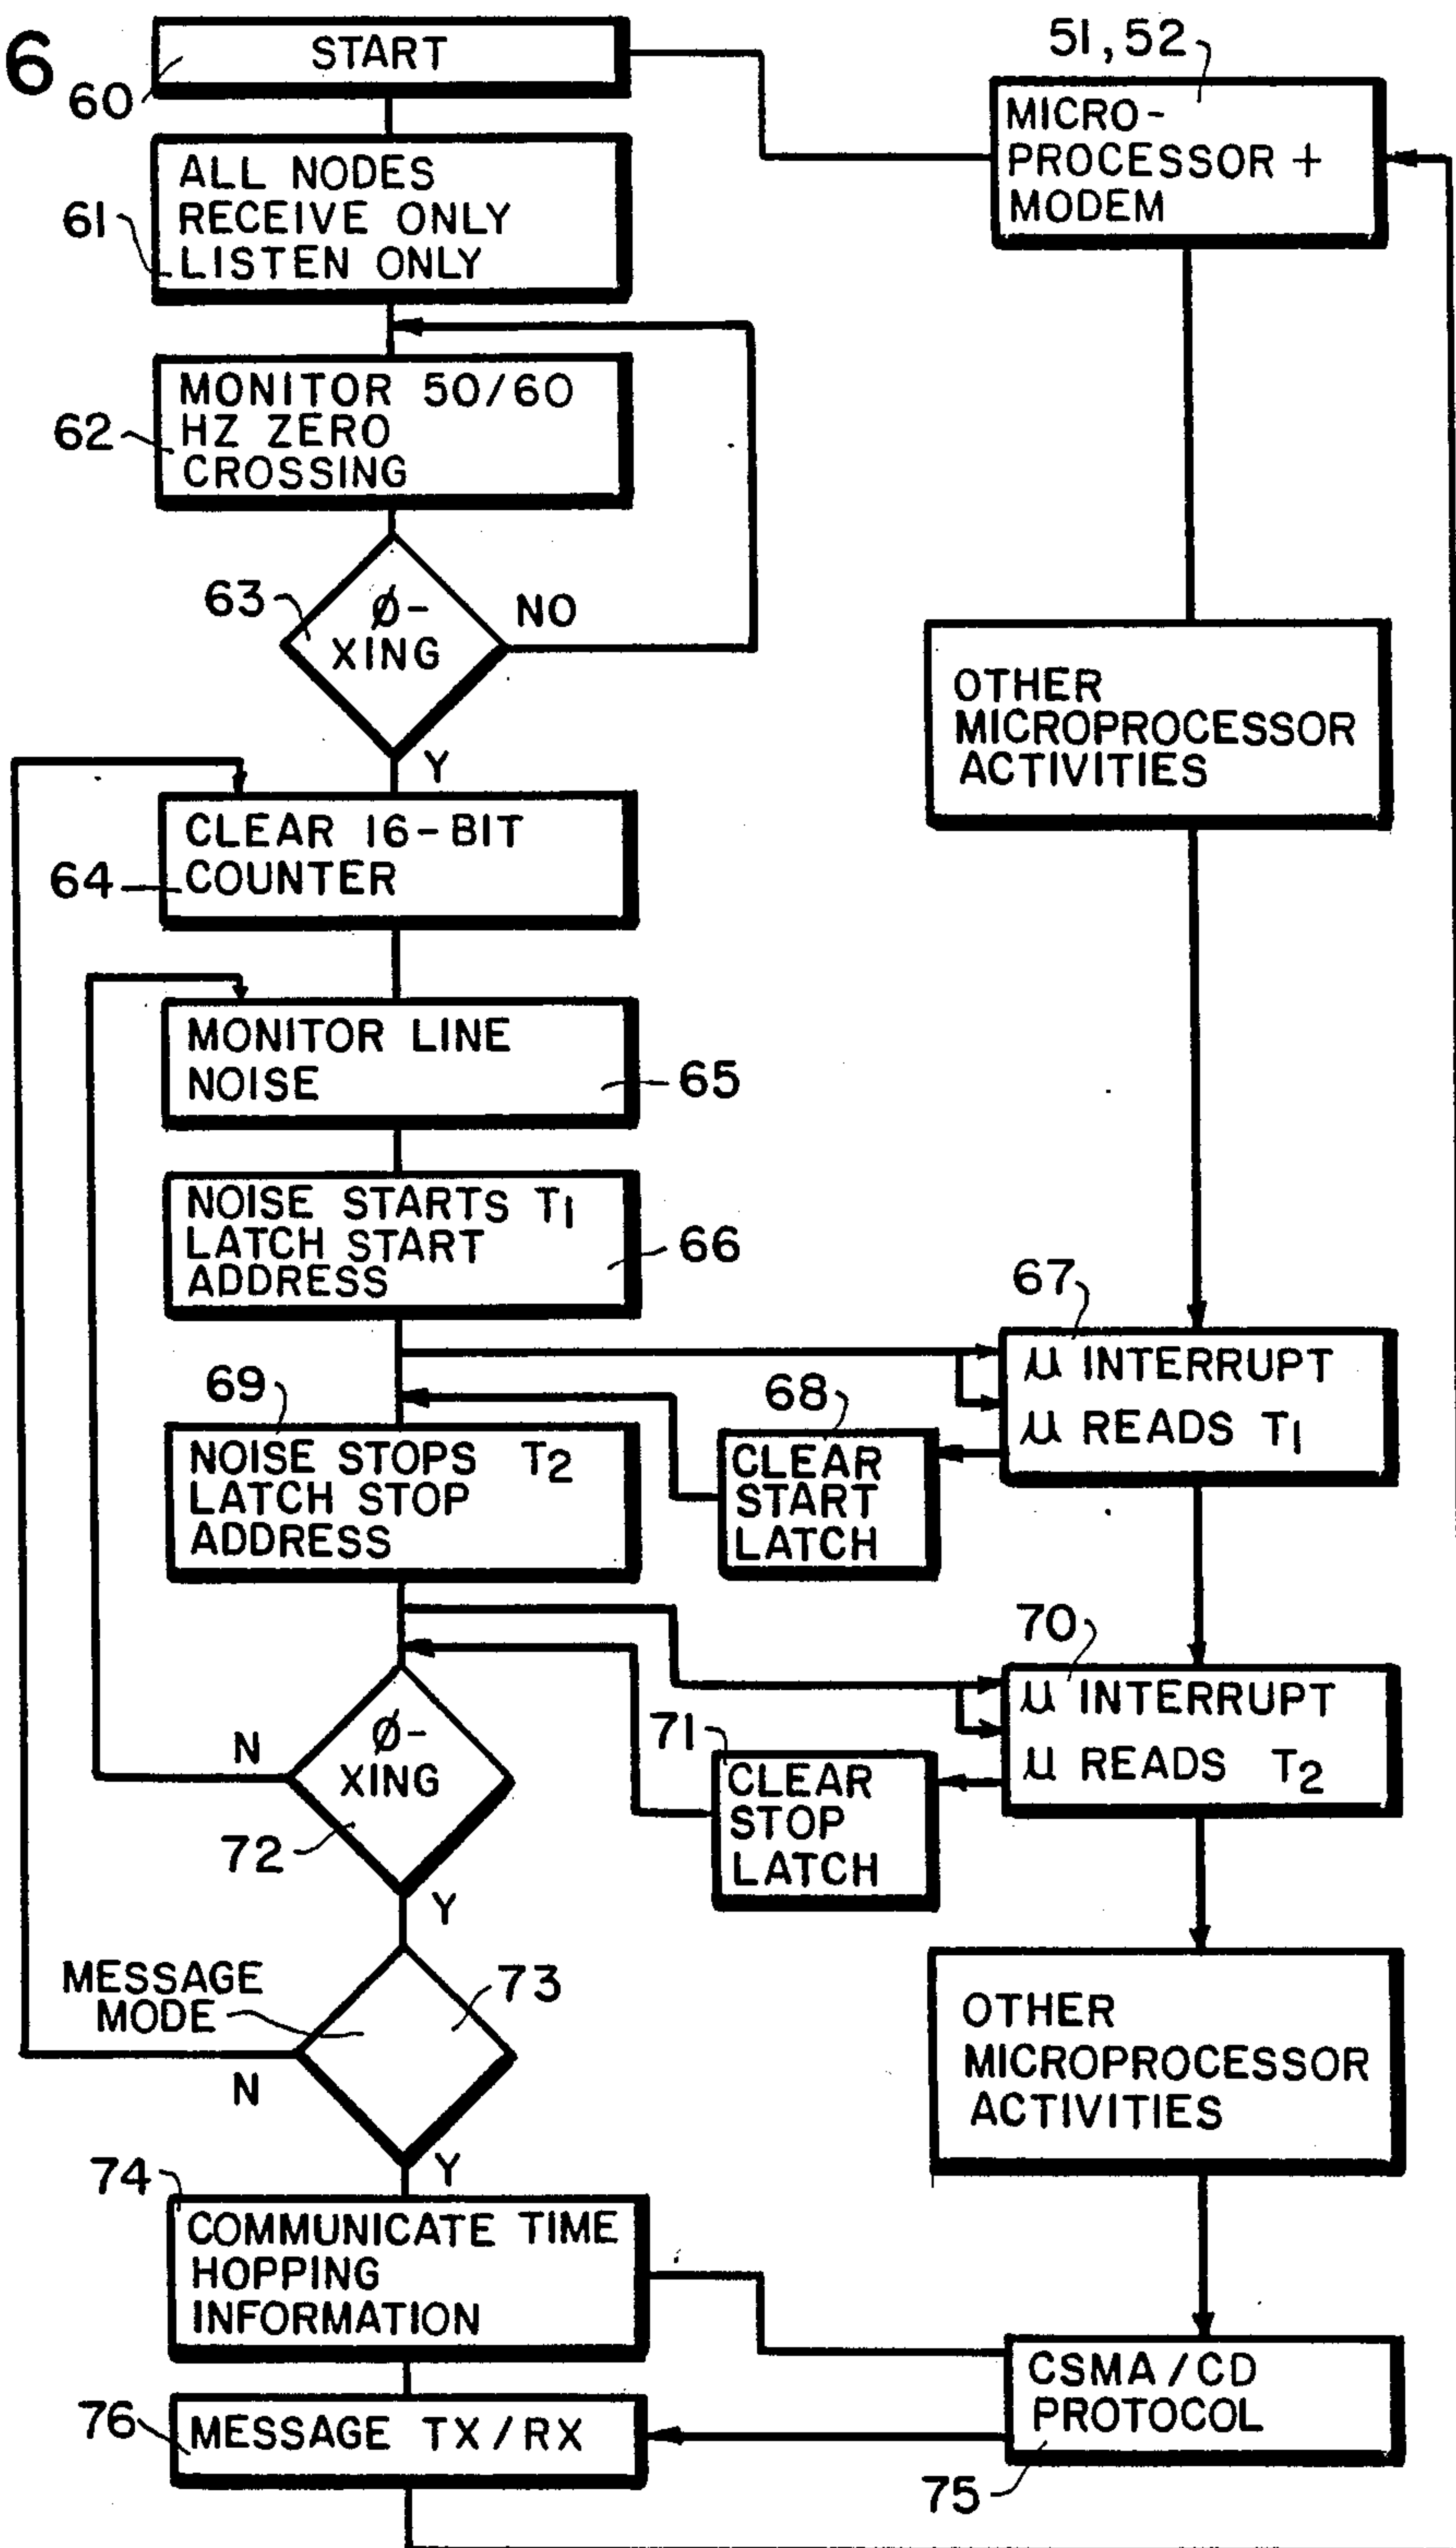 6
START
60
51, 52
MICRO-
PROCESSOR +
MODEM
ALL NODES
RECEIVE ONLY
LISTEN ONLY
61
MONITOR 50/60
HZ ZERO
CROSSING
62
63
Ø-
XING
NO
Y
OTHER
MICROPROCESSOR
ACTIVITIES
CLEAR 16-BIT
COUNTER
64
MONITOR LINE
NOISE
65
NOISE STARTS T1
LATCH START
ADDRESS
66
67
μ INTERRUPT
μ READS T1
68
CLEAR
START
LATCH
69
NOISE STOPS T2
LATCH STOP
ADDRESS
70
μ INTERRUPT
μ READS T2
71
CLEAR
STOP
LATCH
N
Ø-
XING
72
Y
MESSAGE
MODE
73
N
Y
OTHER
MICROPROCESSOR
ACTIVITIES
74
COMMUNICATE TIME
HOPPING
INFORMATION
CSMA/CD
PROTOCOL
75
76
MESSAGE TX/RX